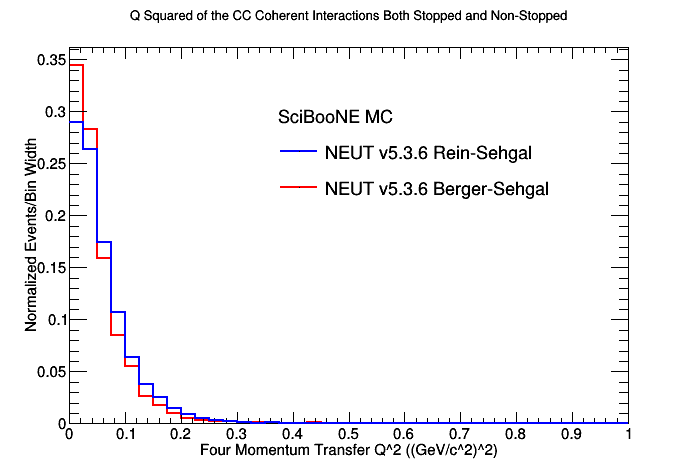 Q Squared of the CC Coherent Interactions Both Stopped and Non-Stopped
Normalized Events/Bin Width
0.35
0.3
0.25
0.2
0.15
0.1
0.05
0
SciBooNE MC
NEUT v5.3.6 Rein-Sehgal
NEUT v5.3.6 Berger-Sehgal
0 0.1 0.2 0.3 0.4 0.5 0.6 0.7 0.8 0.9 1
Four Momentum Transfer Q^2 ((GeV/c^2)^2)